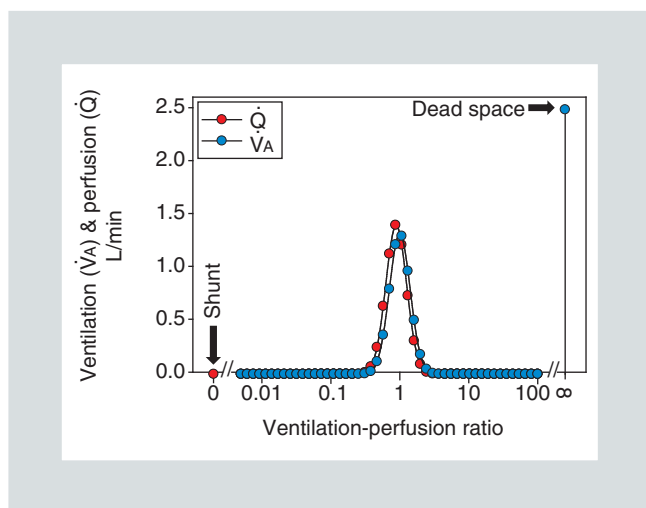 Ventilation (V̇A) & perfusion (Q̇)
L/min
2.5
2.0
1.5
1.0
0.5
0.0
Q̇
V̇A
Dead space
Shunt
0 0.01 0.1 1 10 100 ∞
Ventilation-perfusion ratio